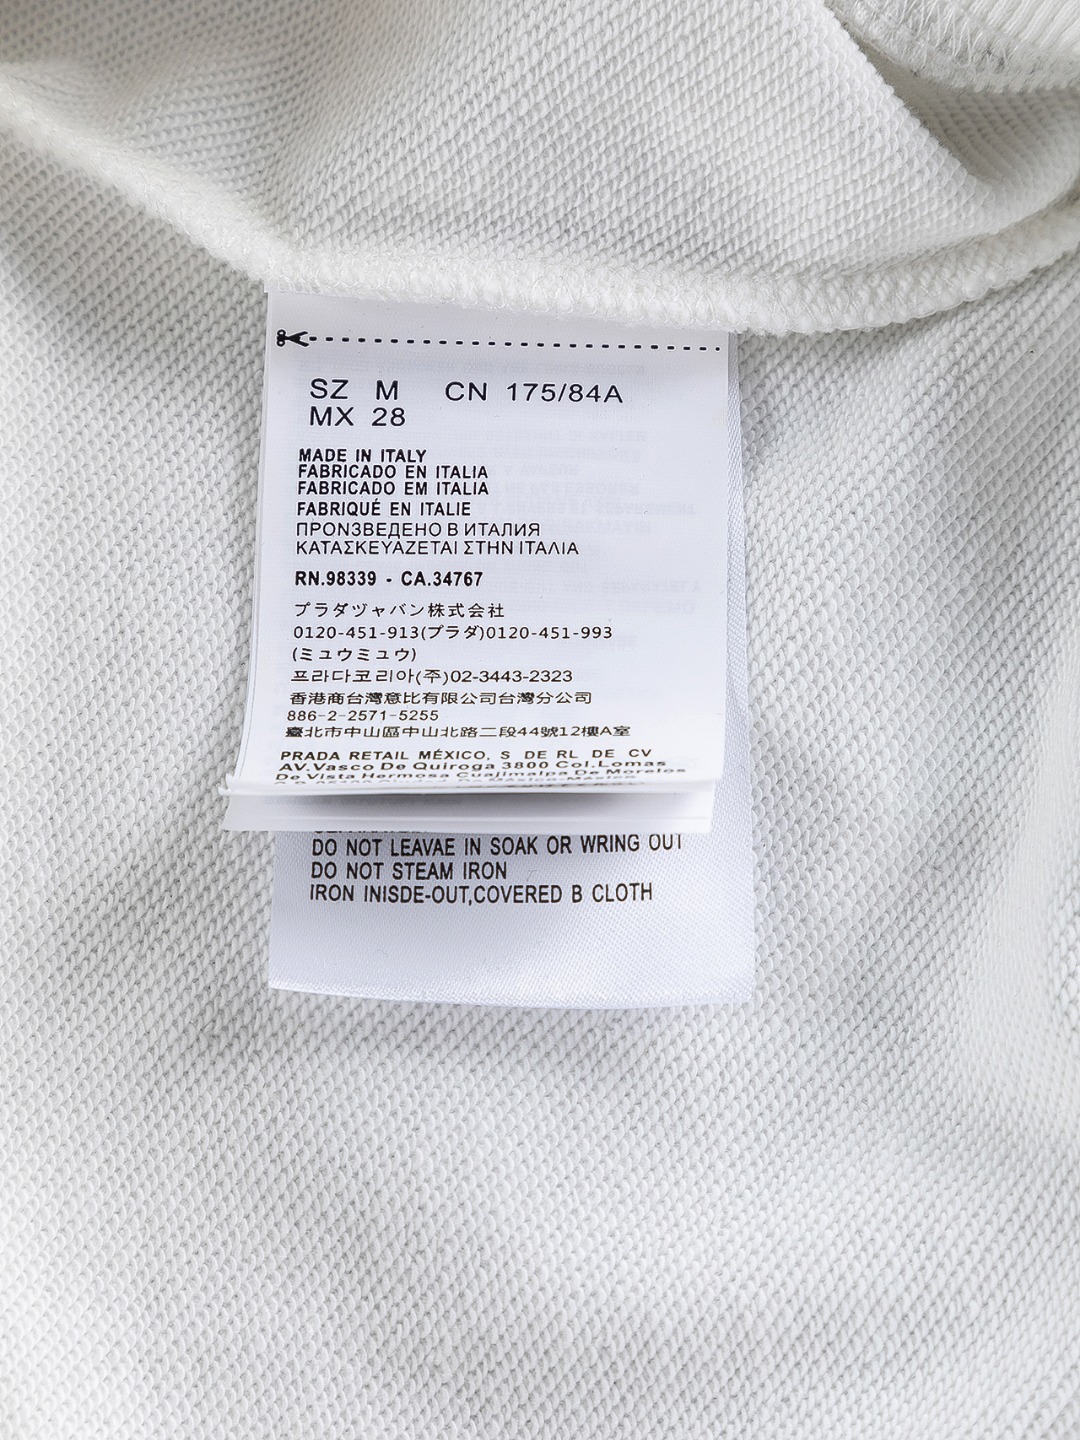 SZ M CN 175/84A
MX 28
MADE IN ITALY
FABRICADO EN ITALIA
FABRICADO EM ITALIA
FABRIQUÉ EN ITALIE
ПРОНЗВЕДЕНО В ИТАЛИЯ
ΚΑΤΑΣΚΕΥΑΖΕΤΑΙ ΣΤΗΝ ΙΤΑΛΙΑ
RN.98339 - CA.34767
プラダヅャバン株式会社
0120-451-913(プラダ)0120-451-993
(ミュウミュウ)
프라다코리아(주)02-3443-2323
香港商台灣意比有限公司台灣分公司
886-2-2571-5255
臺北市中山區中山北路二段44號12樓A室
PRADA RETAIL MÉXICO, S DE RL DE CV
AV.Vasco De Quiroga 3800 Col.Lomas
De Vista Hermosa Cuajimalpa De Morelos
DO NOT LEAVAE IN SOAK OR WRING OUT
DO NOT STEAM IRON
IRON INISDE-OUT,COVERED B CLOTH